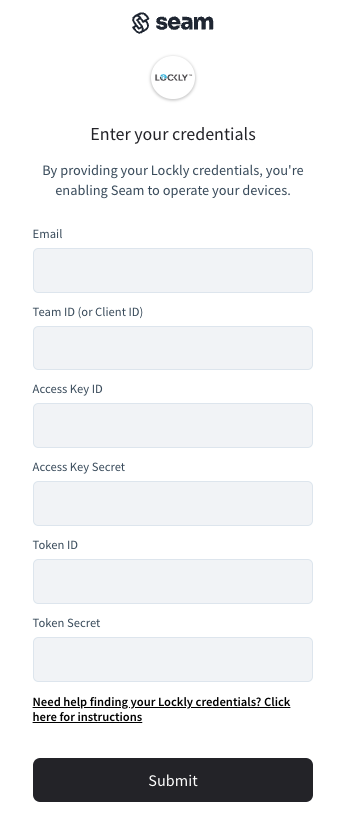 seam
LOCKLY™
Enter your credentials
By providing your Lockly credentials, you're
enabling Seam to operate your devices.
Email
Team ID (or Client ID)
Access Key ID
Access Key Secret
Token ID
Token Secret
Need help finding your Lockly credentials? Click
here for instructions
Submit